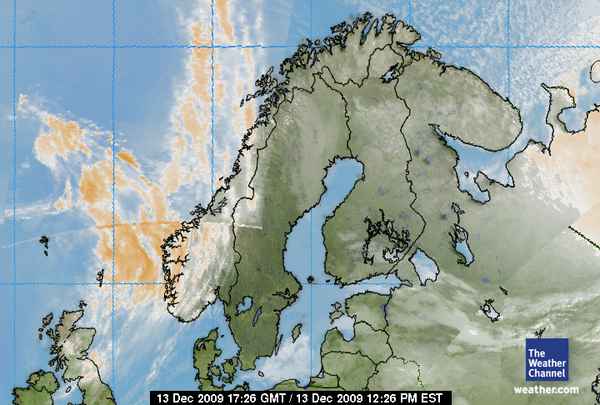 The
Weather
Channel
weather.com
13 Dec 2009 17:26 GMT / 13 Dec 2009 12:26 PM EST